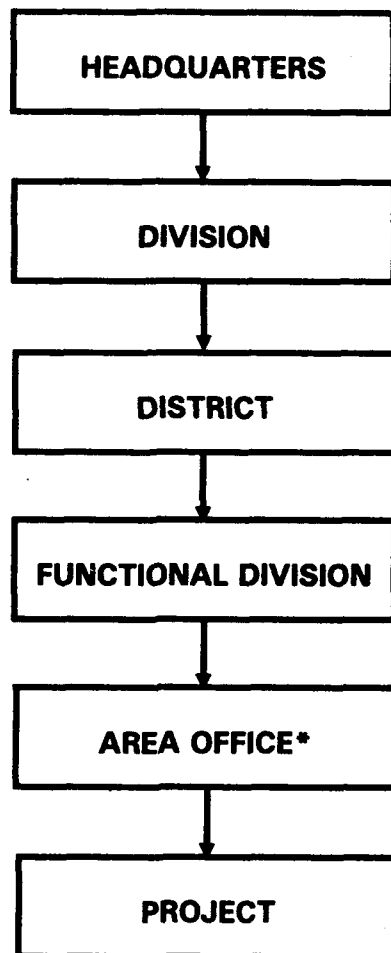 HEADQUARTERS
DIVISION
DISTRICT
FUNCTIONAL DIVISION
AREA OFFICE*
PROJECT